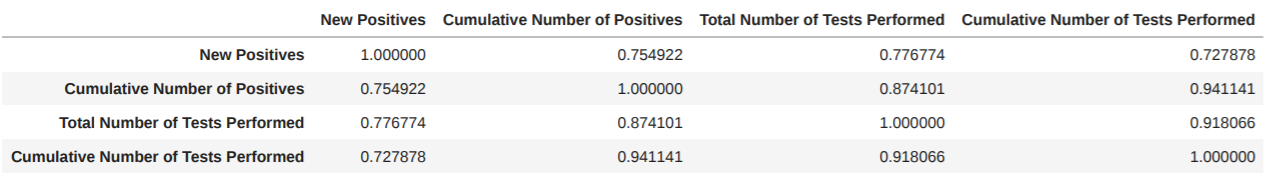 New Positives Cumulative Number of Positives Total Number of Tests Performed Cumulative Number of Tests Performed
New Positives 1.000000 0.754922 0.776774 0.727878
Cumulative Number of Positives 0.754922 1.000000 0.874101 0.941141
Total Number of Tests Performed 0.776774 0.874101 1.000000 0.918066
Cumulative Number of Tests Performed 0.727878 0.941141 0.918066 1.000000